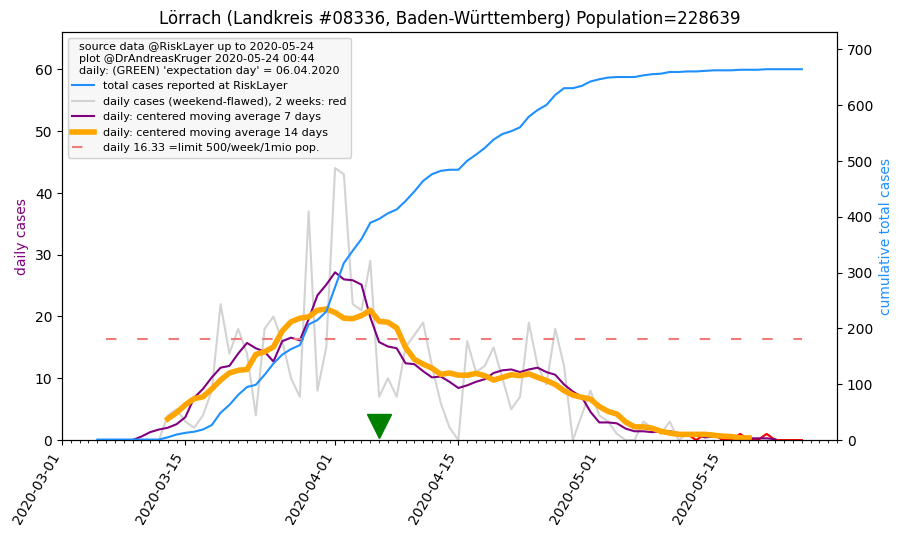 Lörrach (Landkreis #08336, Baden-Württemberg) Population=228639
source data @RiskLayer up to 2020-05-24
plot @DrAndreasKruger 2020-05-24 00:44
daily: (GREEN) 'expectation day' = 06.04.2020
total cases reported at RiskLayer
daily cases (weekend-flawed), 2 weeks: red
daily: centered moving average 7 days
daily: centered moving average 14 days
daily 16.33 =limit 500/week/1mio pop.
daily cases
60
50
40
30
20
10
0
cumulative total cases
700
600
500
400
300
200
100
0
2020-03-01
2020-03-15
2020-04-01
2020-04-15
2020-05-01
2020-05-15